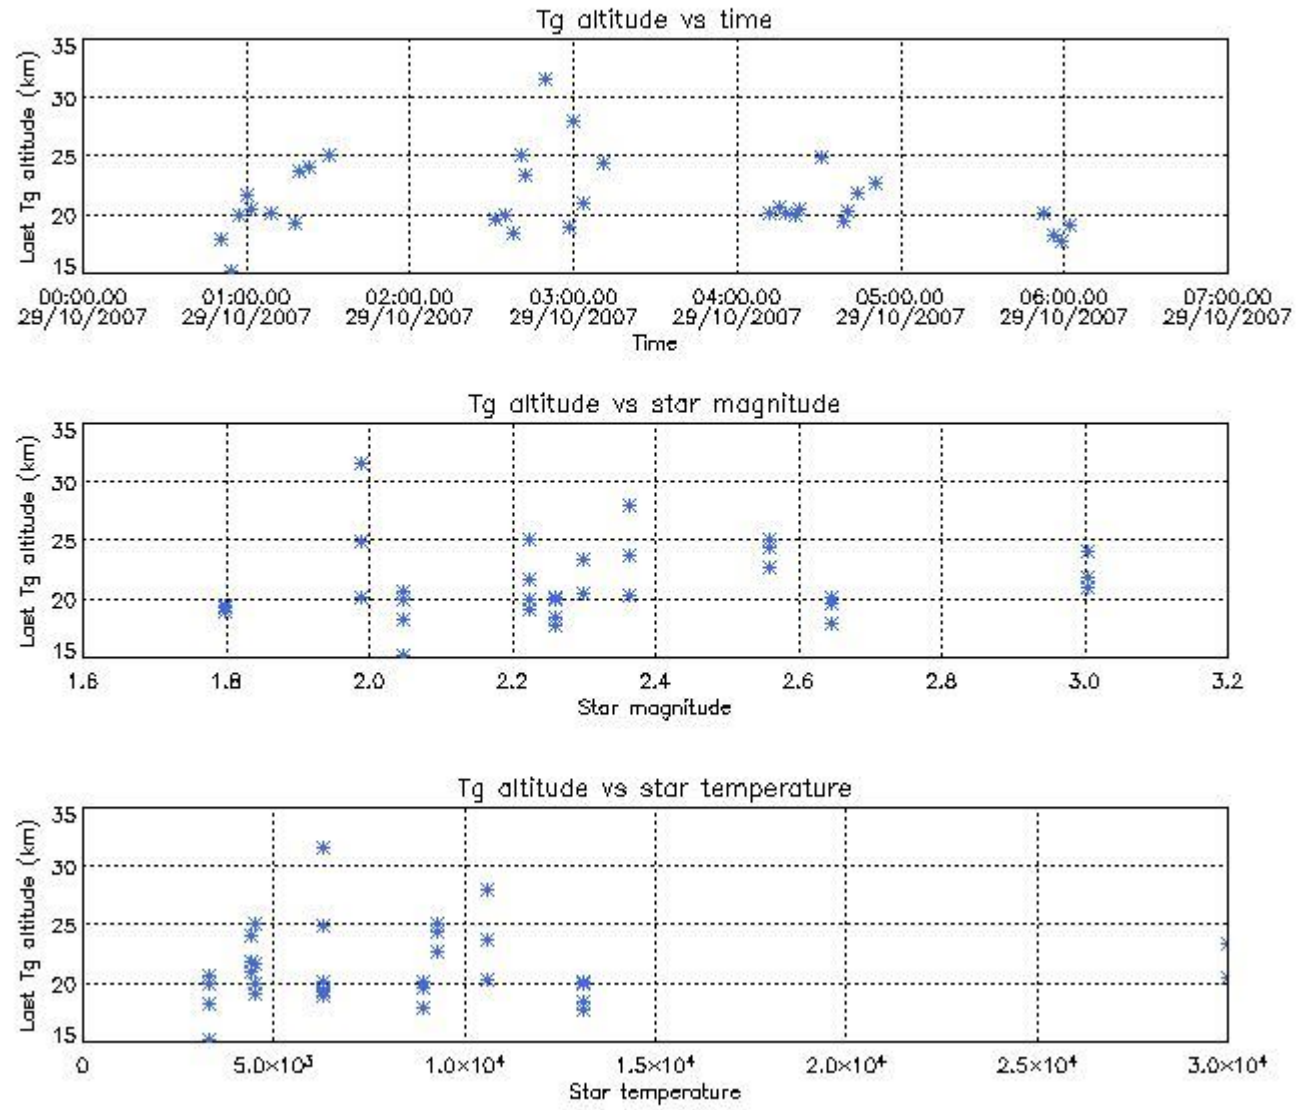 Tg altitude vs time
Last Tg altitude (km)
35
30
25
20
15
00:00.00 01:00.00 02:00.00 03:00.00 04:00.00 05:00.00 06:00.00 07:00.00
29/10/2007 29/10/2007 29/10/2007 29/10/2007 29/10/2007 29/10/2007 29/10/2007 29/10/2007
Time
Tg altitude vs star magnitude
Last Tg altitude (km)
35
30
25
20
15
1.6 1.8 2.0 2.2 2.4 2.6 2.8 3.0 3.2
Star magnitude
Tg altitude vs star temperature
Last Tg altitude (km)
35
30
25
20
15
0 5.0×10³ 1.0×10⁴ 1.5×10⁴ 2.0×10⁴ 2.5×10⁴ 3.0×10⁴
Star temperature